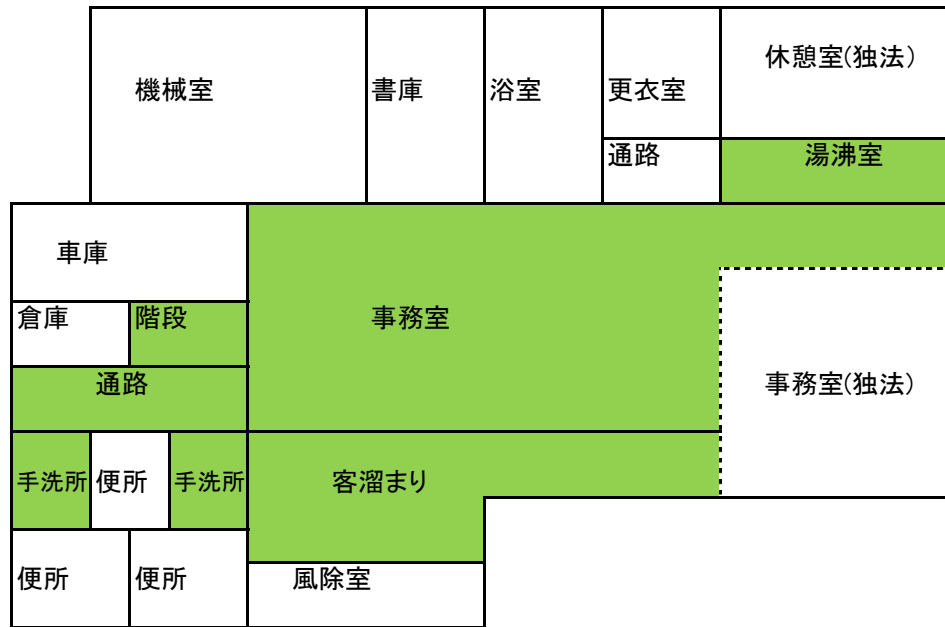 休憩室(独法)
機械室
書庫
浴室
更衣室
通路
湯沸室
車庫
倉庫
階段
事務室
通路
事務室(独法)
手洗所
便所
手洗所
客溜まり
便所
便所
風除室